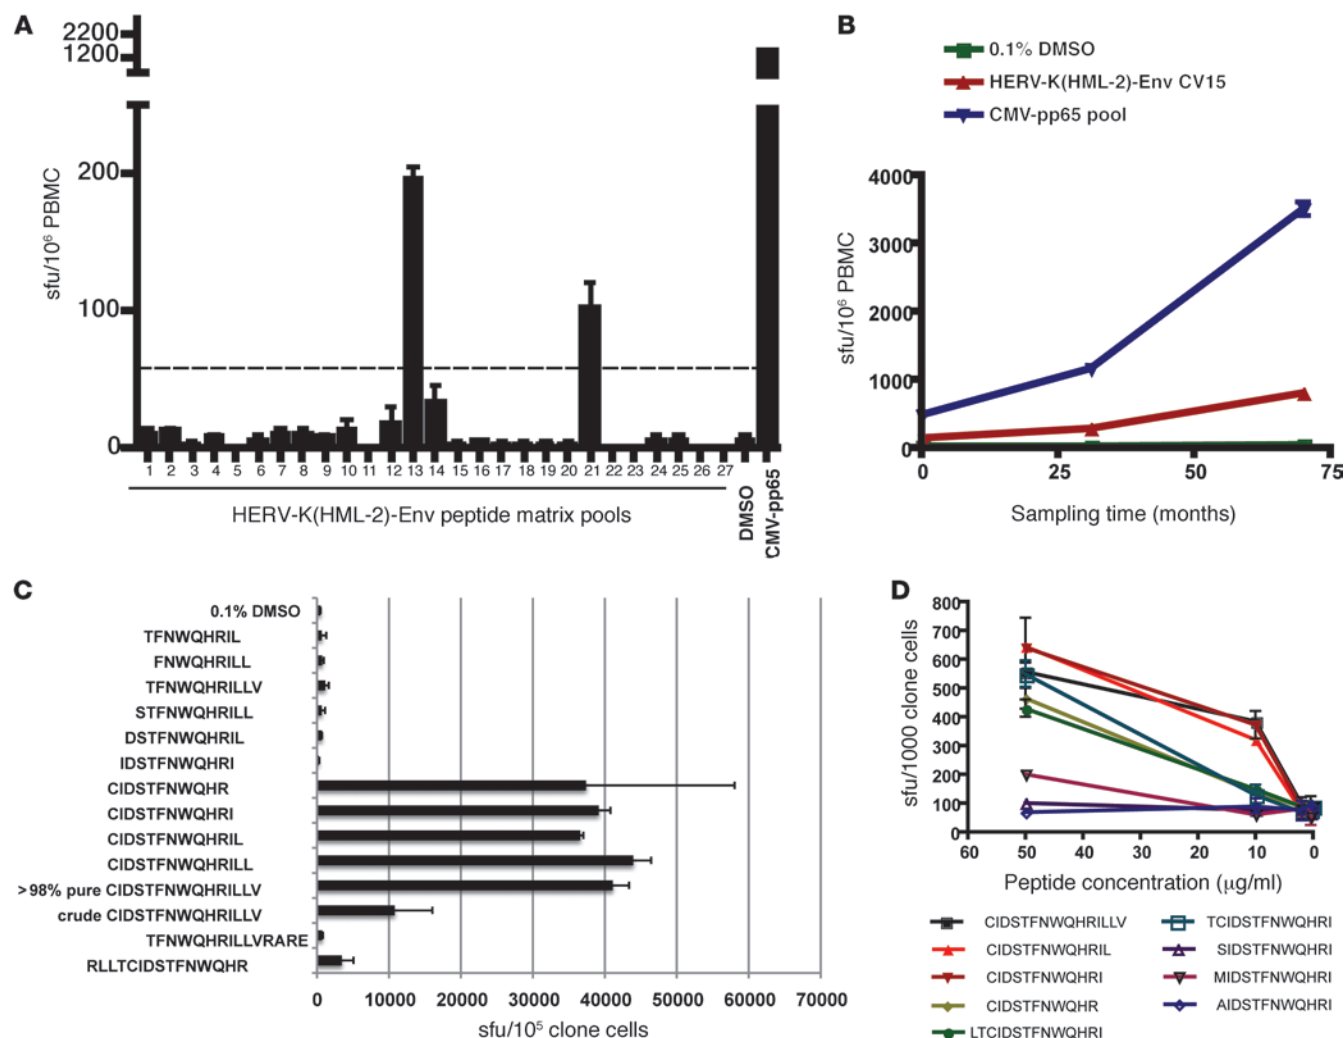 A
2200
1200
200
100
0
sfu/10⁶ PBMC
1 2 3 4 5 6 7 8 9 10 11 12 13 14 15 16 17 18 19 20 21 22 23 24 25 26 27
DMSO
CMV-pp65
HERV-K(HML-2)-Env peptide matrix pools
B
0.1% DMSO
HERV-K(HML-2)-Env CV15
CMV-pp65 pool
4000
3000
2000
1000
0
sfu/10⁶ PBMC
0 25 50 75
Sampling time (months)
C
0.1% DMSO
TFNWQHRIL
FNWQHRILL
TFNWQHRILLV
STFNWQHRILL
DSTFNWQHRIL
IDSTFNWQHRI
CIDSTFNWQHR
CIDSTFNWQHRI
CIDSTFNWQHRIL
CIDSTFNWQHRILL
>98% pure CIDSTFNWQHRILLV
crude CIDSTFNWQHRILLV
TFNWQHRILLVRARE
RLLTCIDSTFNWQHR
0 10000 20000 30000 40000 50000 60000 70000
sfu/10⁵ clone cells
D
800
700
600
500
400
300
200
100
0
sfu/1000 clone cells
60 50 40 30 20 10 0
Peptide concentration (μg/ml)
CIDSTFNWQHRILLV
CIDSTFNWQHRIL
CIDSTFNWQHRI
CIDSTFNWQHR
LTCIDSTFNWQHRI
TCIDSTFNWQHRI
SIDSTFNWQHRI
MIDSTFNWQHRI
AIDSTFNWQHRI